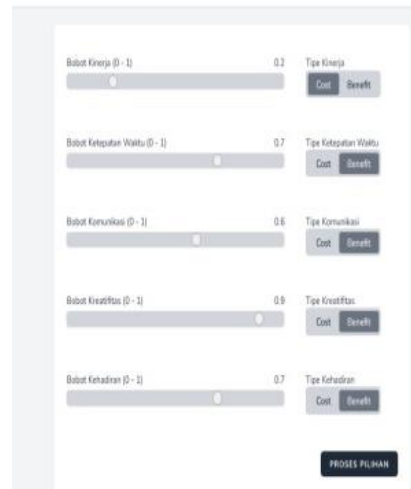 Bobot Kinerja (0 - 1) 0.2 Tipe Kinerja
Cost Benefit
Bobot Ketepatan Waktu (0 - 1) 0.7 Tipe Ketepatan Waktu
Cost Benefit
Bobot Komunikasi (0 - 1) 0.6 Tipe Komunikasi
Cost Benefit
Bobot Kreatifitas (0 - 1) 0.9 Tipe Kreatifitas
Cost Benefit
Bobot Kehadiran (0 - 1) 0.7 Tipe Kehadiran
Cost Benefit
PROSES PILIHAN